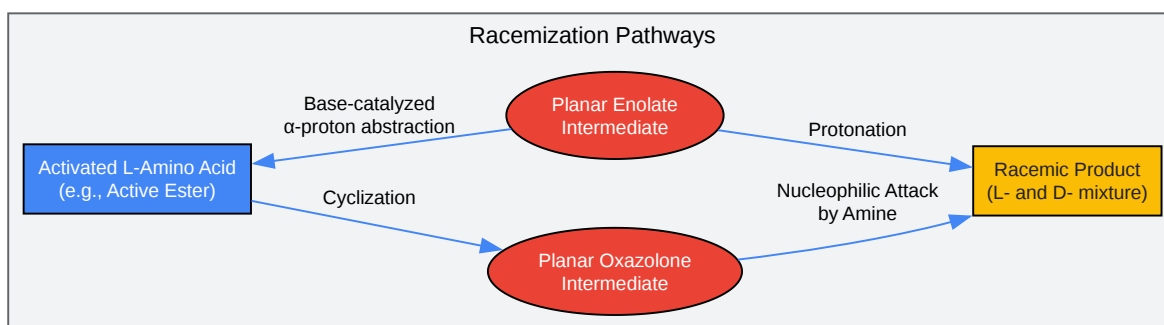 Racemization Pathways
Base-catalyzed
α-proton abstraction
Planar Enolate
Intermediate
Protonation
Activated L-Amino Acid
(e.g., Active Ester)
Cyclization
Nucleophilic Attack
by Amine
Racemic Product
(L- and D- mixture)
Planar Oxazolone
Intermediate